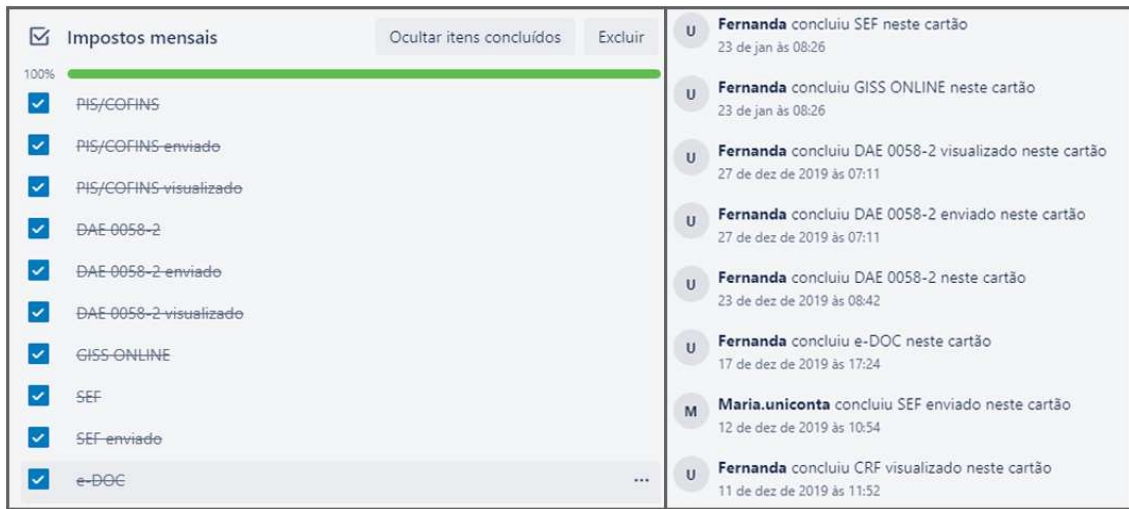 Impostos mensais
Ocultar itens concluídos
Excluir
100%
PIS/COFINS
PIS/COFINS enviado
PIS/COFINS visualizado
DAE 0058-2
DAE 0058-2 enviado
DAE 0058-2 visualizado
GISS ONLINE
SEF
SEF enviado
e-DOC
U
Fernanda concluiu SEF neste cartão
23 de jan às 08:26
U
Fernanda concluiu GISS ONLINE neste cartão
23 de jan às 08:26
U
Fernanda concluiu DAE 0058-2 visualizado neste cartão
27 de dez de 2019 às 07:11
U
Fernanda concluiu DAE 0058-2 enviado neste cartão
27 de dez de 2019 às 07:11
U
Fernanda concluiu DAE 0058-2 neste cartão
23 de dez de 2019 às 08:42
U
Fernanda concluiu e-DOC neste cartão
17 de dez de 2019 às 17:24
M
Maria.uniconta concluiu SEF enviado neste cartão
12 de dez de 2019 às 10:54
U
Fernanda concluiu CRF visualizado neste cartão
11 de dez de 2019 às 11:52